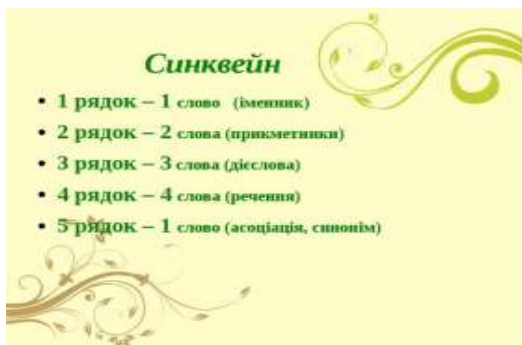 Синквейн
• 1 рядок – 1 слово (іменник)
• 2 рядок – 2 слова (прикметники)
• 3 рядок – 3 слова (дієслова)
• 4 рядок – 4 слова (речення)
• 5 рядок – 1 слово (асоціація, синонім)